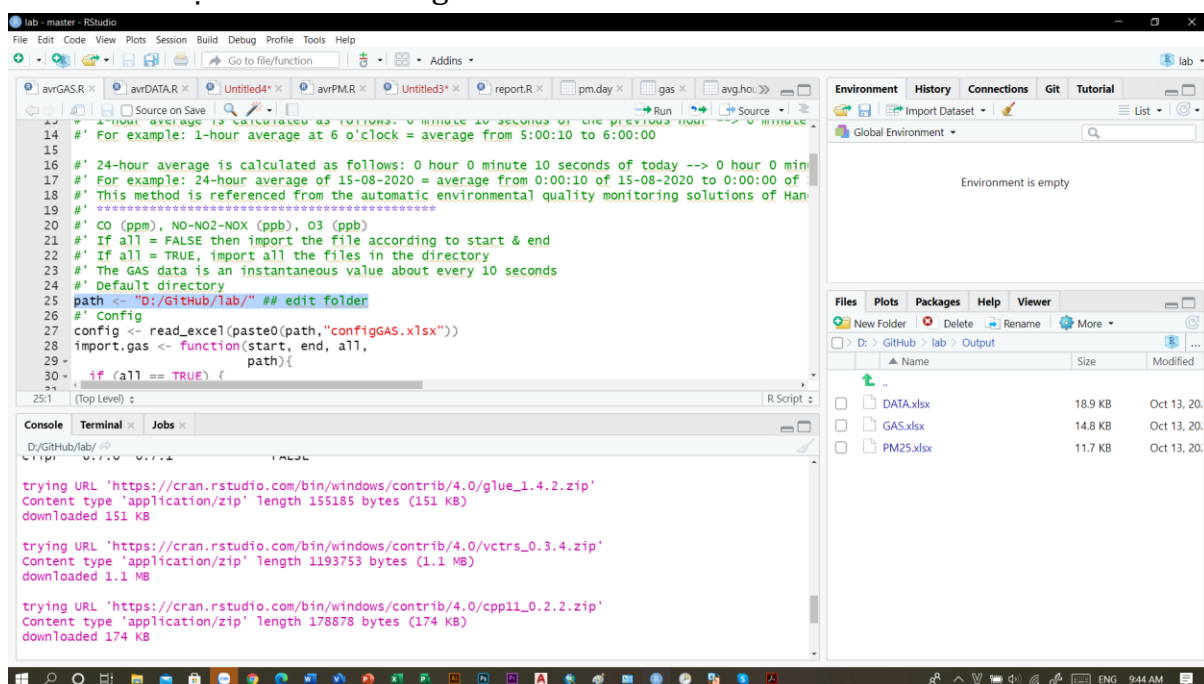 lab - master - RStudio
File Edit Code View Plots Session Build Debug Profile Tools Help
Go to file/function Addins
lab
avrGAS.R avrDATA.R Untitled4* avrPM.R Untitled3* report.R pm.day gas avg.hou
Source on Save Run Source
14 #' For example: 1-hour average at 6 o'clock = average from 5:00:10 to 6:00:00
15
16 #' 24-hour average is calculated as follows: 0 hour 0 minute 10 seconds of today --> 0 hour 0 min
17 #' For example: 24-hour average of 15-08-2020 = average from 0:00:10 of 15-08-2020 to 0:00:00 of
18 #' This method is referenced from the automatic environmental quality monitoring solutions of Han
19 #' **********************************************
20 #' CO (ppm), NO-NO2-NOX (ppb), O3 (ppb)
21 #' If all = FALSE then import the file according to start & end
22 #' If all = TRUE, import all the files in the directory
23 #' The GAS data is an instantaneous value about every 10 seconds
24 #' Default directory
25 path <- "D:/GitHub/lab/" ## edit folder
26 #' Config
27 config <- read_excel(paste0(path,"configGAS.xlsx"))
28 import.gas <- function(start, end, all,
29 path){
30 if (all == TRUE) {
25:1 (Top Level) R Script
Console Terminal Jobs
D:/GitHub/lab/
trying URL 'https://cran.rstudio.com/bin/windows/contrib/4.0/glue_1.4.2.zip'
Content type 'application/zip' length 155185 bytes (151 KB)
downloaded 151 KB
trying URL 'https://cran.rstudio.com/bin/windows/contrib/4.0/vctrs_0.3.4.zip'
Content type 'application/zip' length 1193753 bytes (1.1 MB)
downloaded 1.1 MB
trying URL 'https://cran.rstudio.com/bin/windows/contrib/4.0/cpp11_0.2.2.zip'
Content type 'application/zip' length 178878 bytes (174 KB)
downloaded 174 KB
Environment History Connections Git Tutorial
Import Dataset List
Global Environment
Environment is empty
Files Plots Packages Help Viewer
New Folder Delete Rename More
D: > GitHub > lab > Output
Name Size Modified
..
DATA.xlsx 18.9 KB Oct 13, 20
GAS.xlsx 14.8 KB Oct 13, 20
PM25.xlsx 11.7 KB Oct 13, 20
ENG 9:44 AM